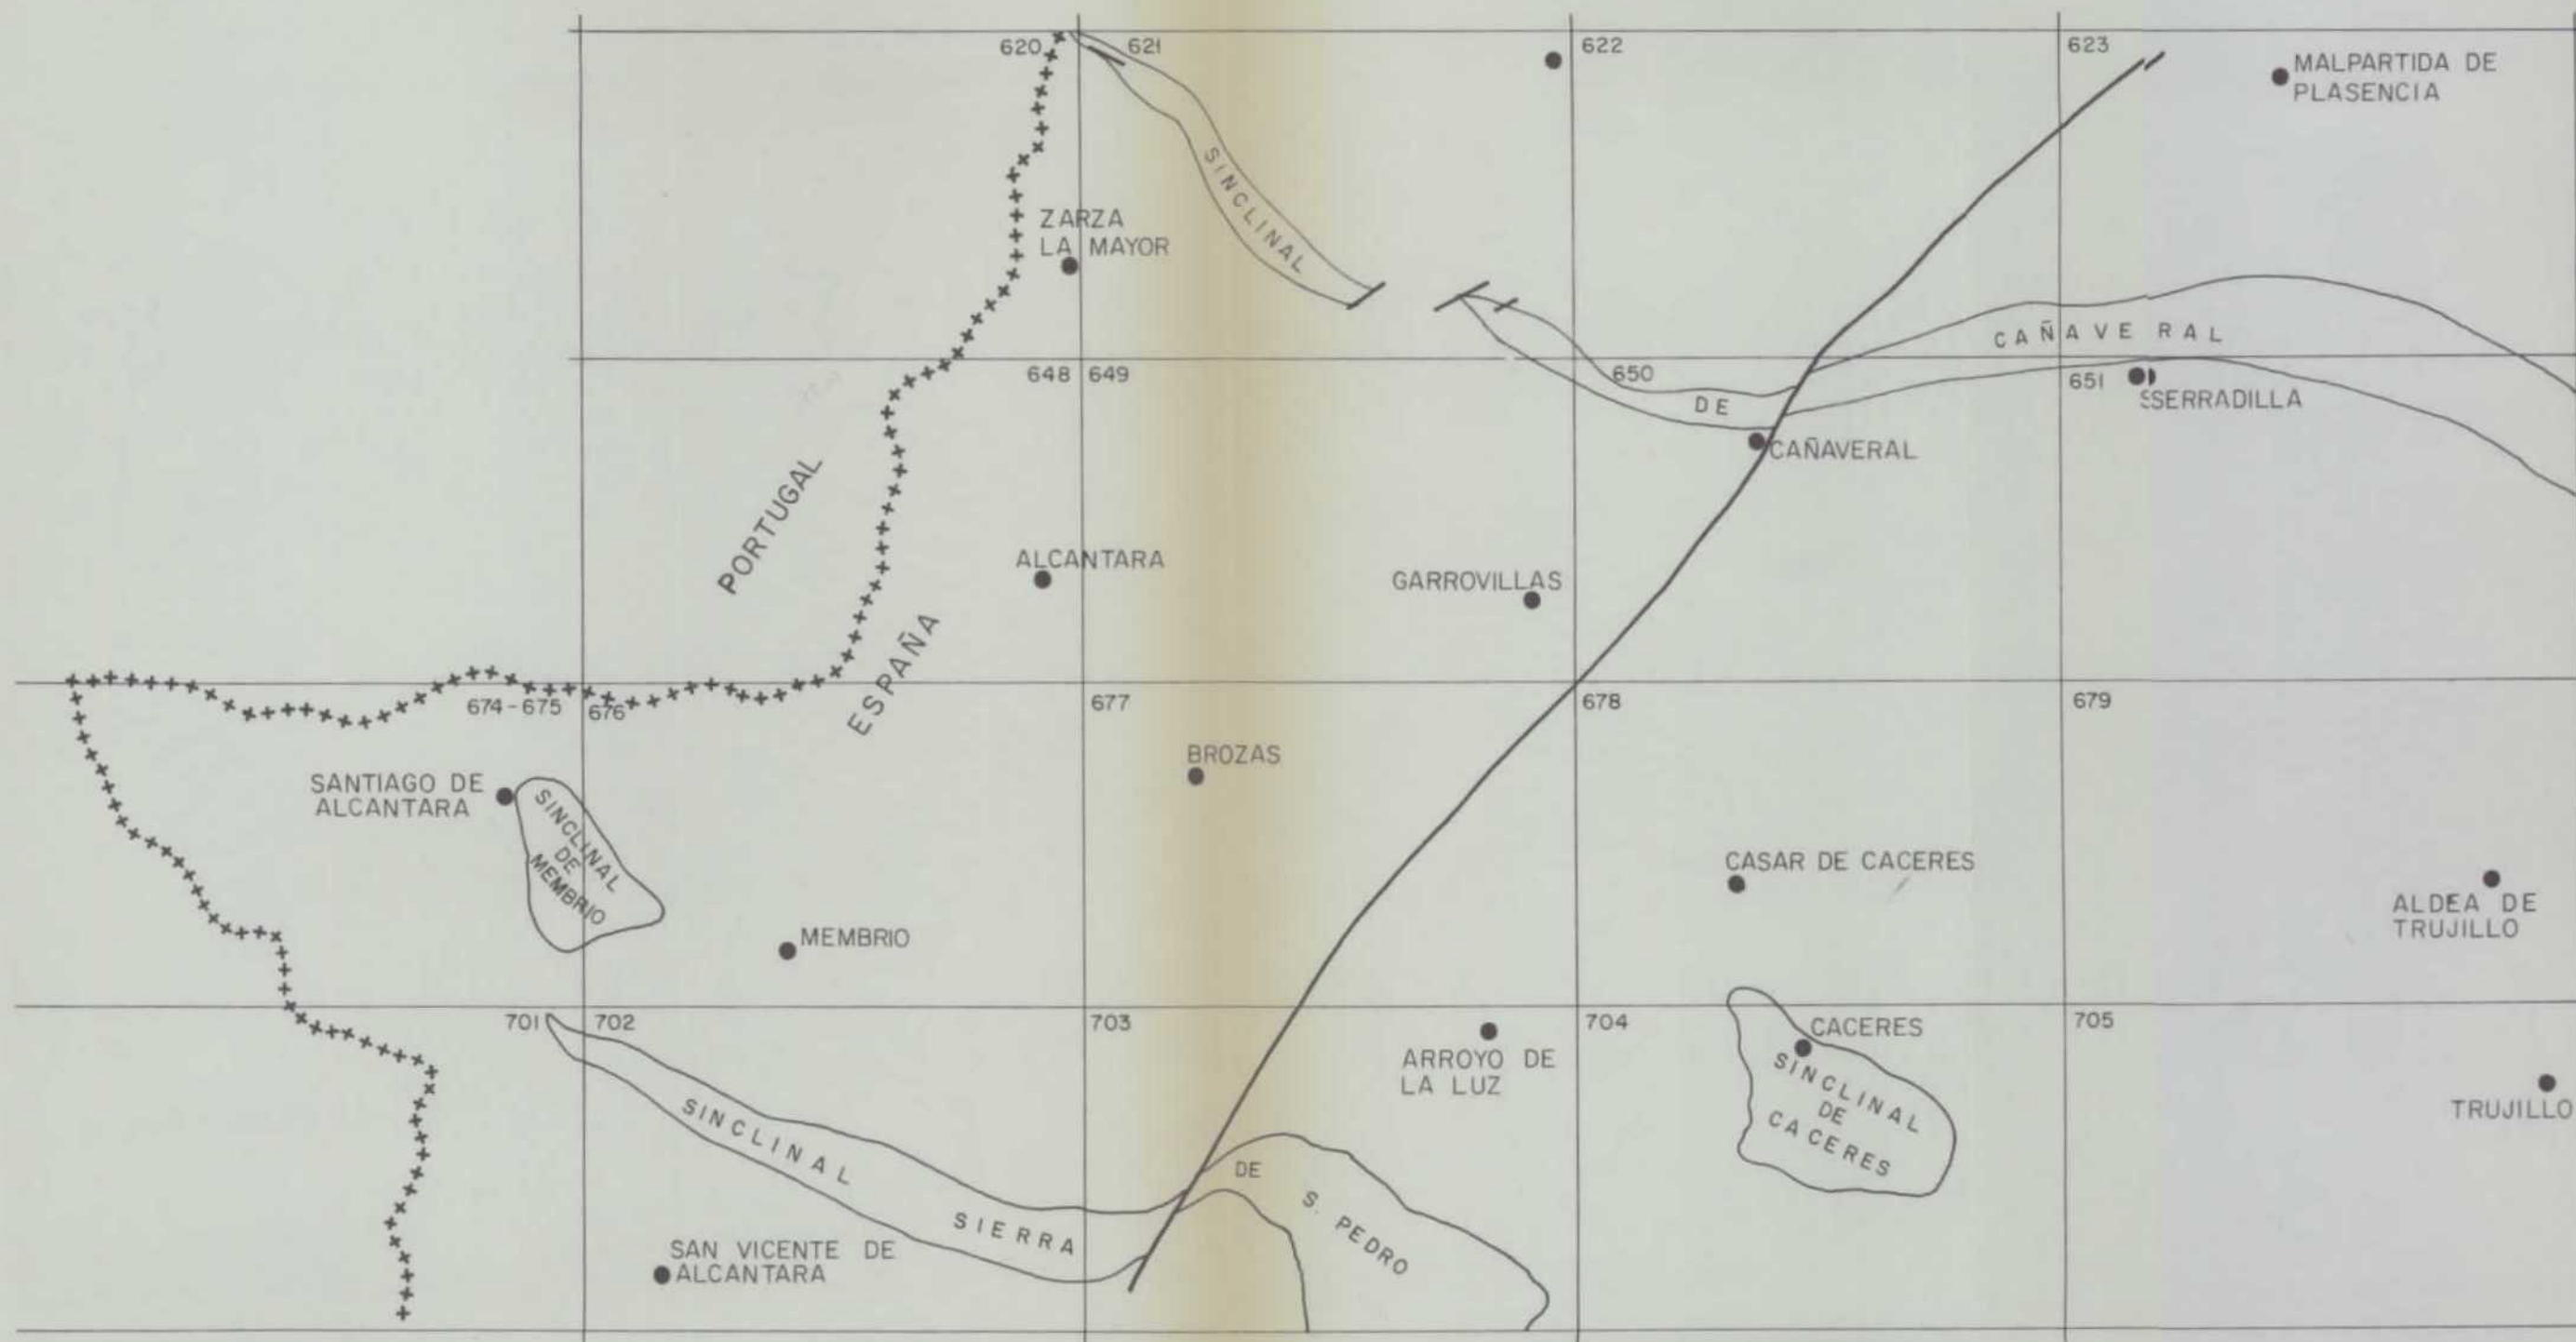 620
621
622
623
MALPARTIDA DE
PLASENCIA
SINCLINAL
ZARZA
LA MAYOR
CAÑAVERAL
648
649
650
651
DE
SSERRADILLA
CAÑAVERAL
PORTUGAL
ALCANTARA
GARROVILLAS
ESPAÑA
674-675
676
677
678
679
BROZAS
SANTIAGO DE
ALCANTARA
SINCLINAL
DE
MEMBRIO
MEMBRIO
CASAR DE CACERES
ALDEA DE
TRUJILLO
701
702
703
704
705
CACERES
ARROYO DE
LA LUZ
SINCLINAL
DE
CACERES
TRUJILLO
SINCLINAL
SIERRA
DE
S. PEDRO
SAN VICENTE DE
ALCANTARA